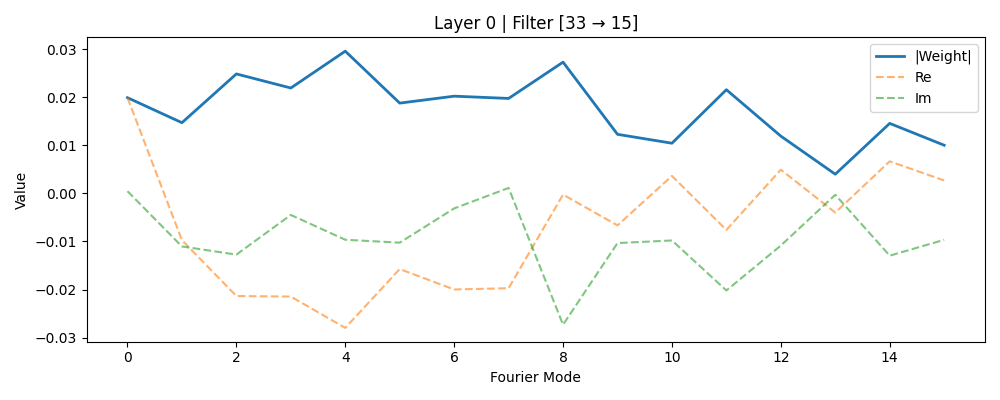 Layer 0 | Filter [33 → 15]
|Weight|
Re
Im
Value
0.03
0.02
0.01
0.00
−0.01
−0.02
−0.03
0 2 4 6 8 10 12 14
Fourier Mode